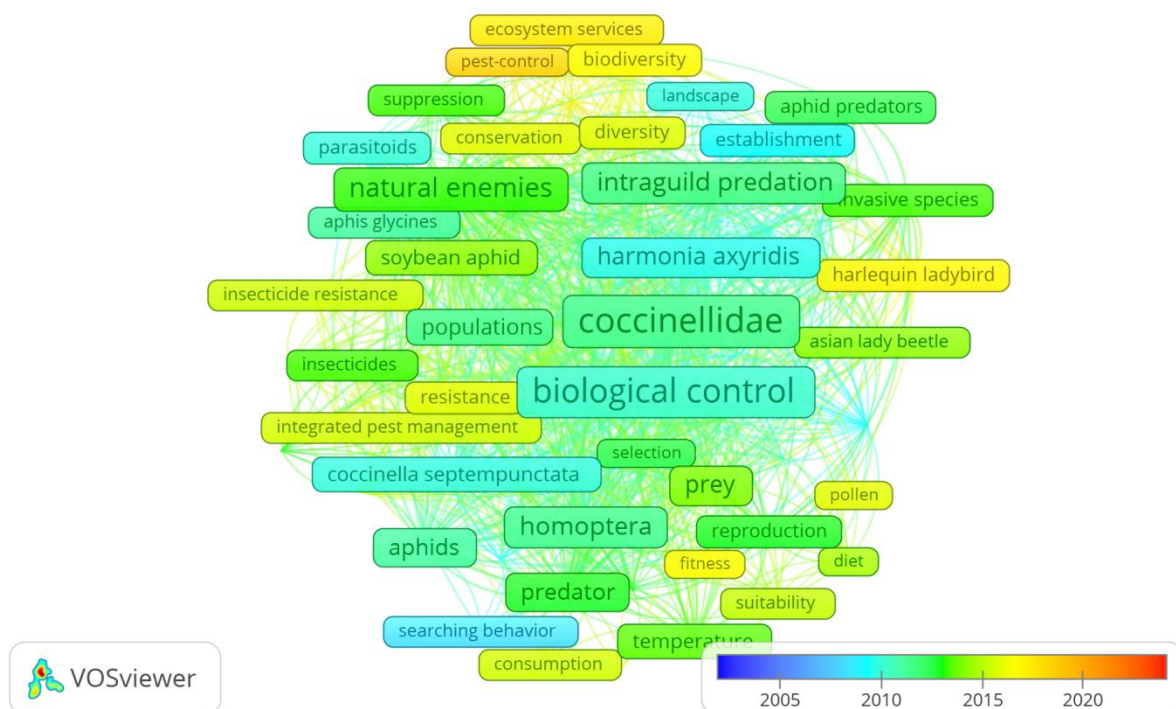 ecosystem services
pest-control
biodiversity
suppression
landscape
aphid predators
parasitoids
conservation
diversity
establishment
natural enemies
intraguild predation
invasive species
aphis glycines
soybean aphid
harmonia axyridis
harlequin ladybird
insecticide resistance
populations
coccinellidae
asian lady beetle
insecticides
resistance
biological control
integrated pest management
selection
coccinella septempunctata
prey
pollen
aphids
homoptera
reproduction
fitness
diet
predator
suitability
searching behavior
temperature
consumption
VOSviewer
2005
2010
2015
2020